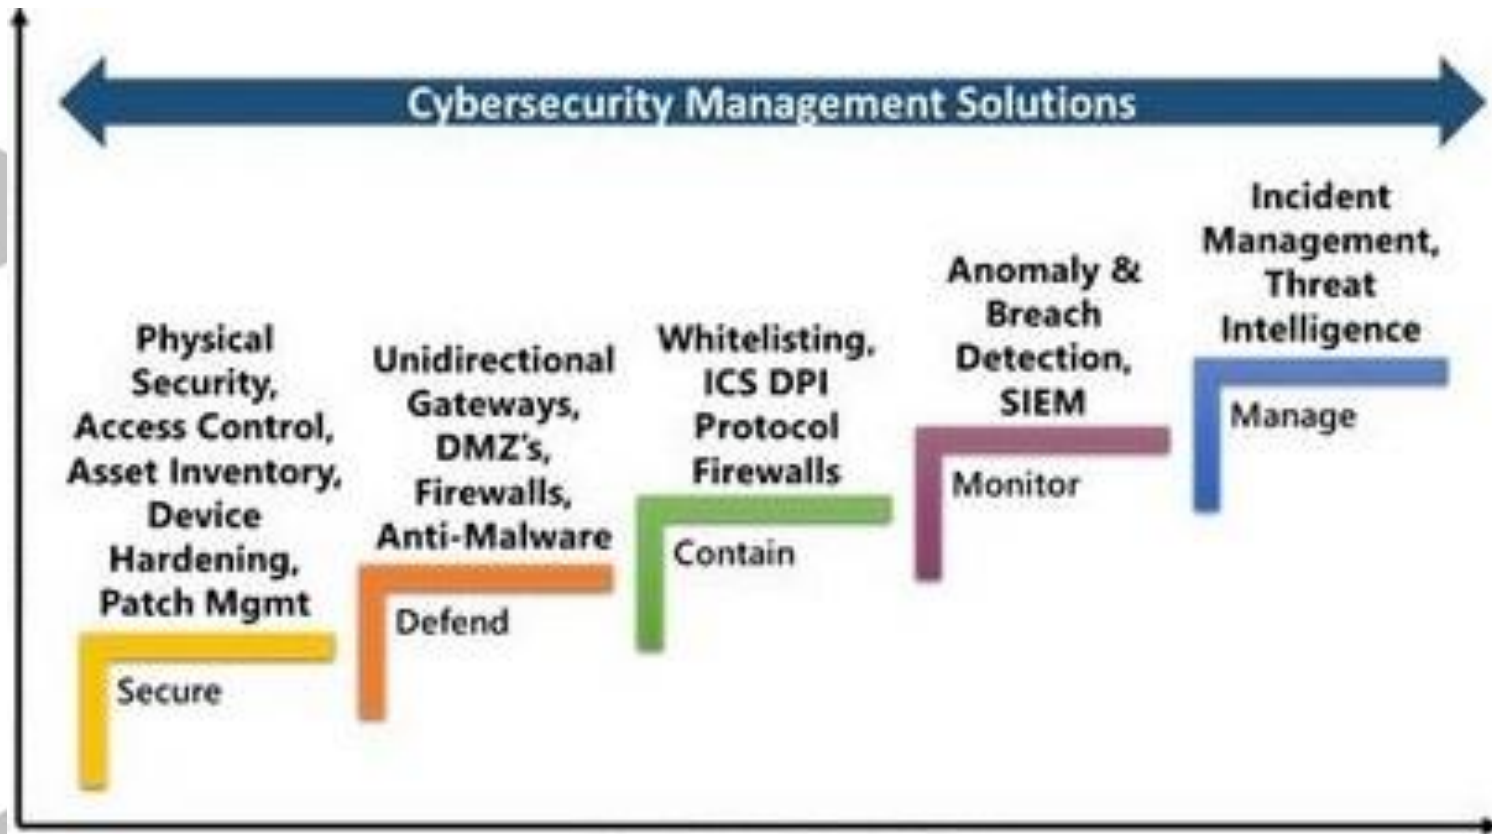 Cybersecurity Management Solutions
Physical
Security,
Access Control,
Asset Inventory,
Device
Hardening,
Patch Mgmt
Secure
Unidirectional
Gateways,
DMZ's,
Firewalls,
Anti-Malware
Defend
Whitelisting,
ICS DPI
Protocol
Firewalls
Contain
Anomaly &
Breach
Detection,
SIEM
Monitor
Incident
Management,
Threat
Intelligence
Manage